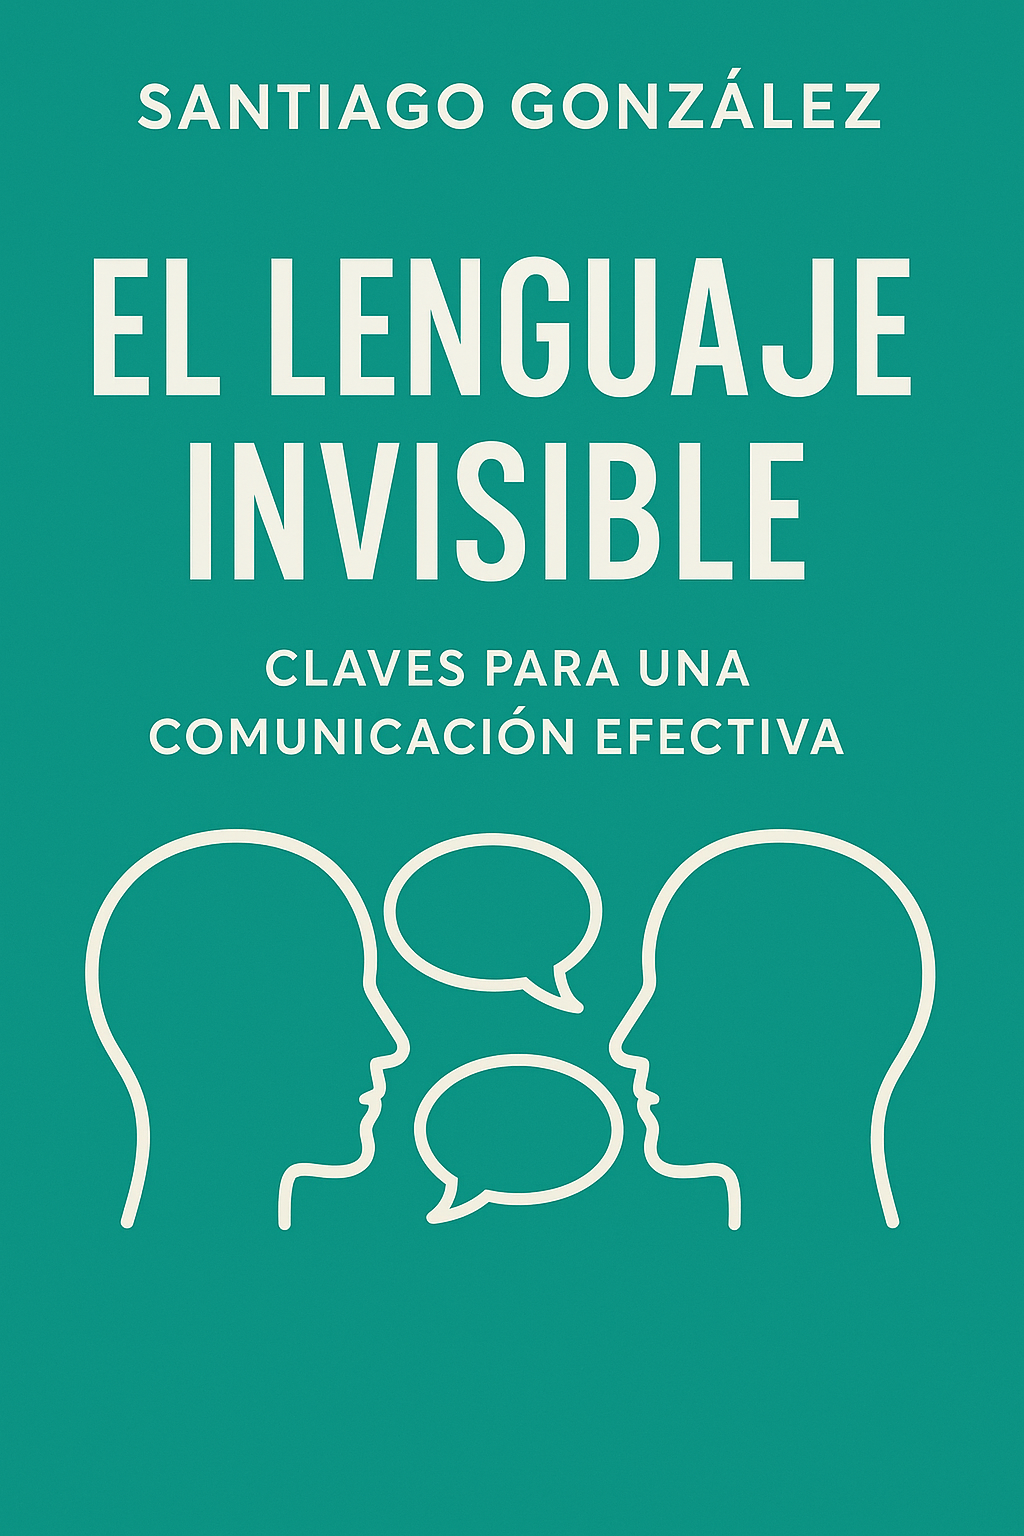 SANTIAGO GONZÁLEZ
EL LENGUAJE
INVISIBLE
CLAVES PARA UNA
COMUNICACIÓN EFECTIVA